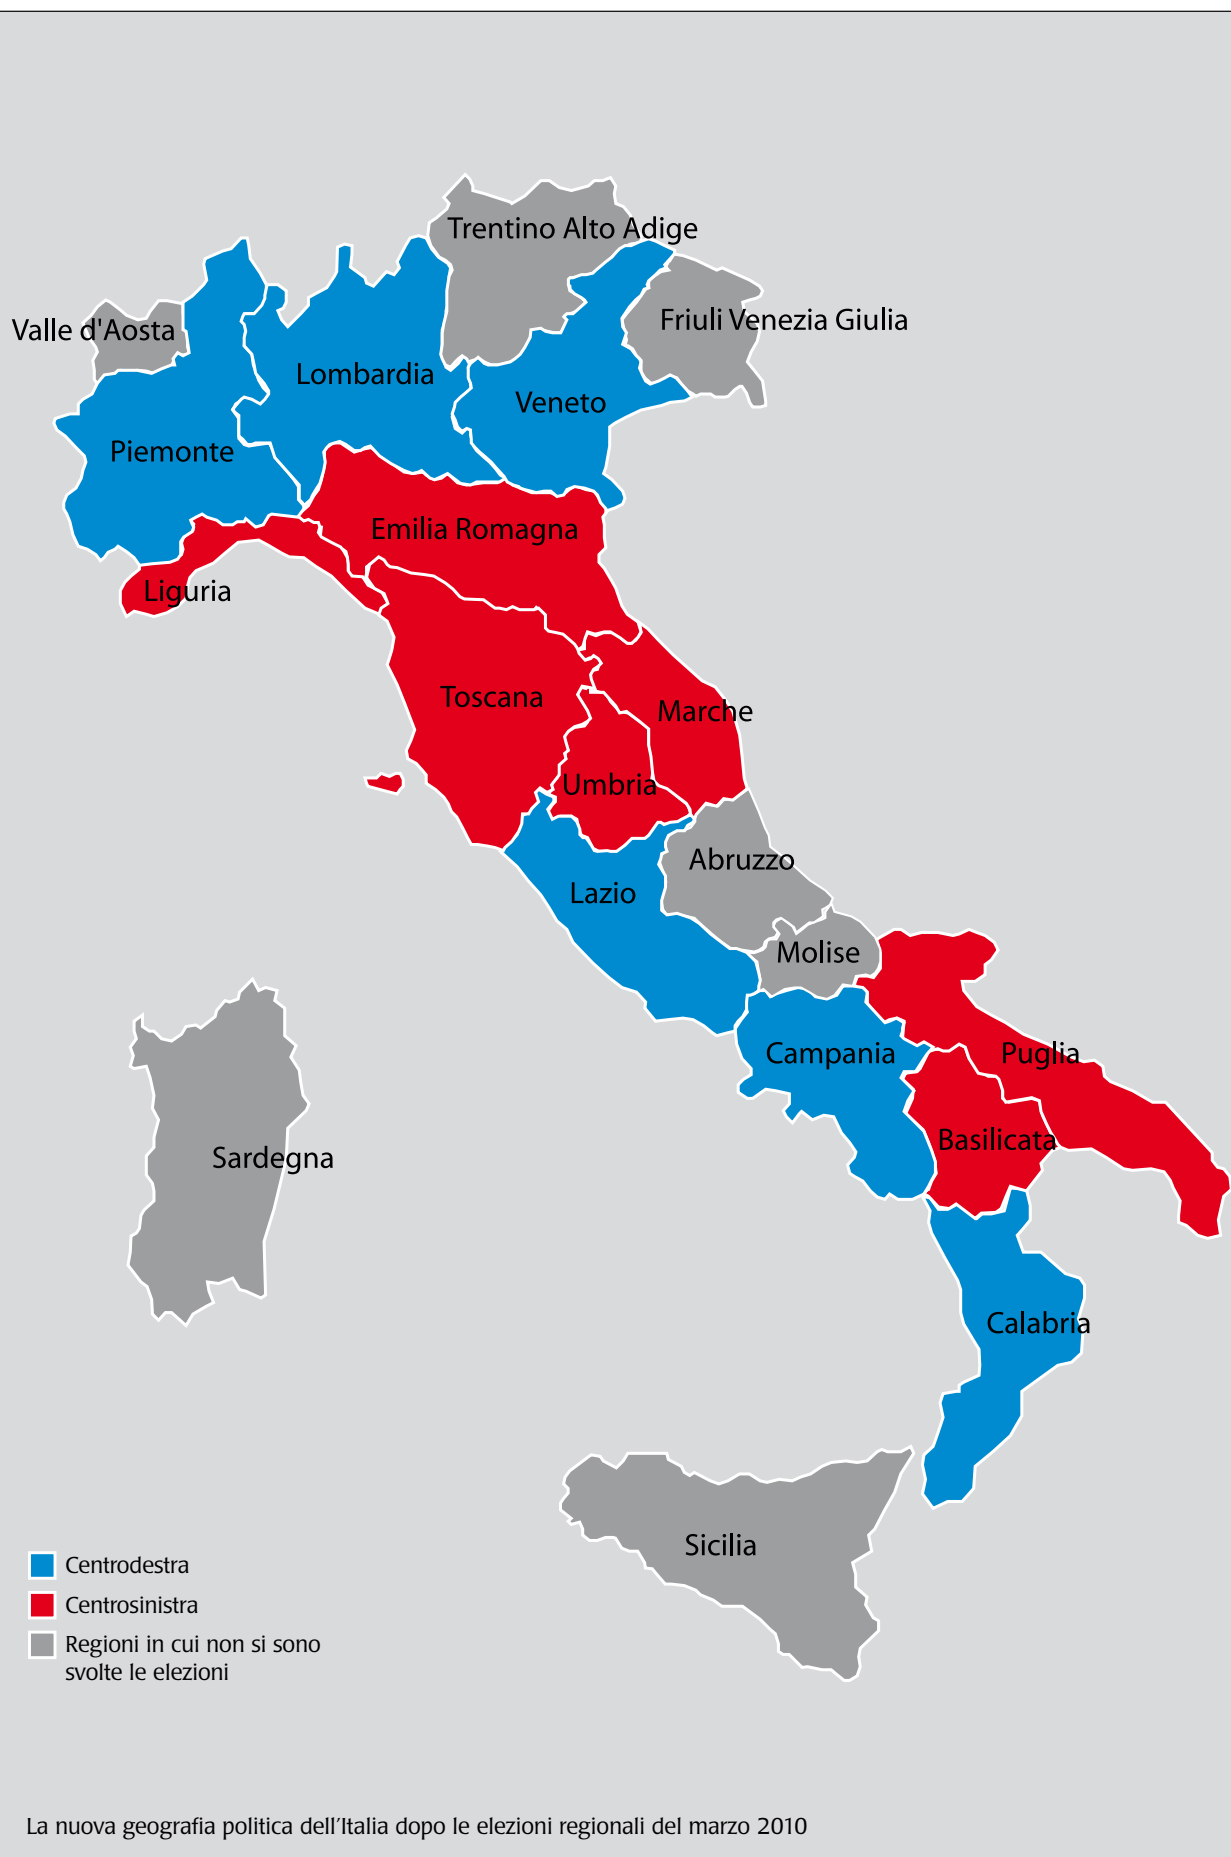 Trentino Alto Adige
Friuli Venezia Giulia
Valle d'Aosta
Lombardia
Veneto
Piemonte
Emilia Romagna
Liguria
Toscana
Marche
Umbria
Abruzzo
Lazio
Molise
Campania
Puglia
Basilicata
Sardegna
Calabria
Sicilia
Centrodestra
Centrosinistra
Regioni in cui non si sono
svolte le elezioni
La nuova geografia politica dell'Italia dopo le elezioni regionali del marzo 2010